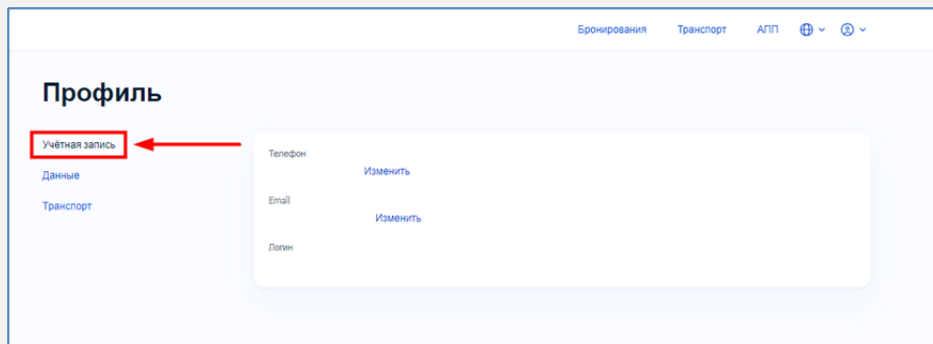 Бронирования Транспорт АПП
Профиль
Учётная запись
Данные
Транспорт
Телефон
Изменить
Email
Изменить
Логин